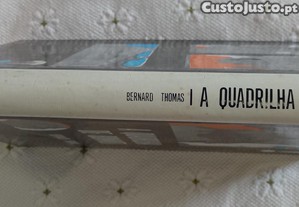 CustoJusto.pt
BERNARD THOMAS | A QUADRILHA